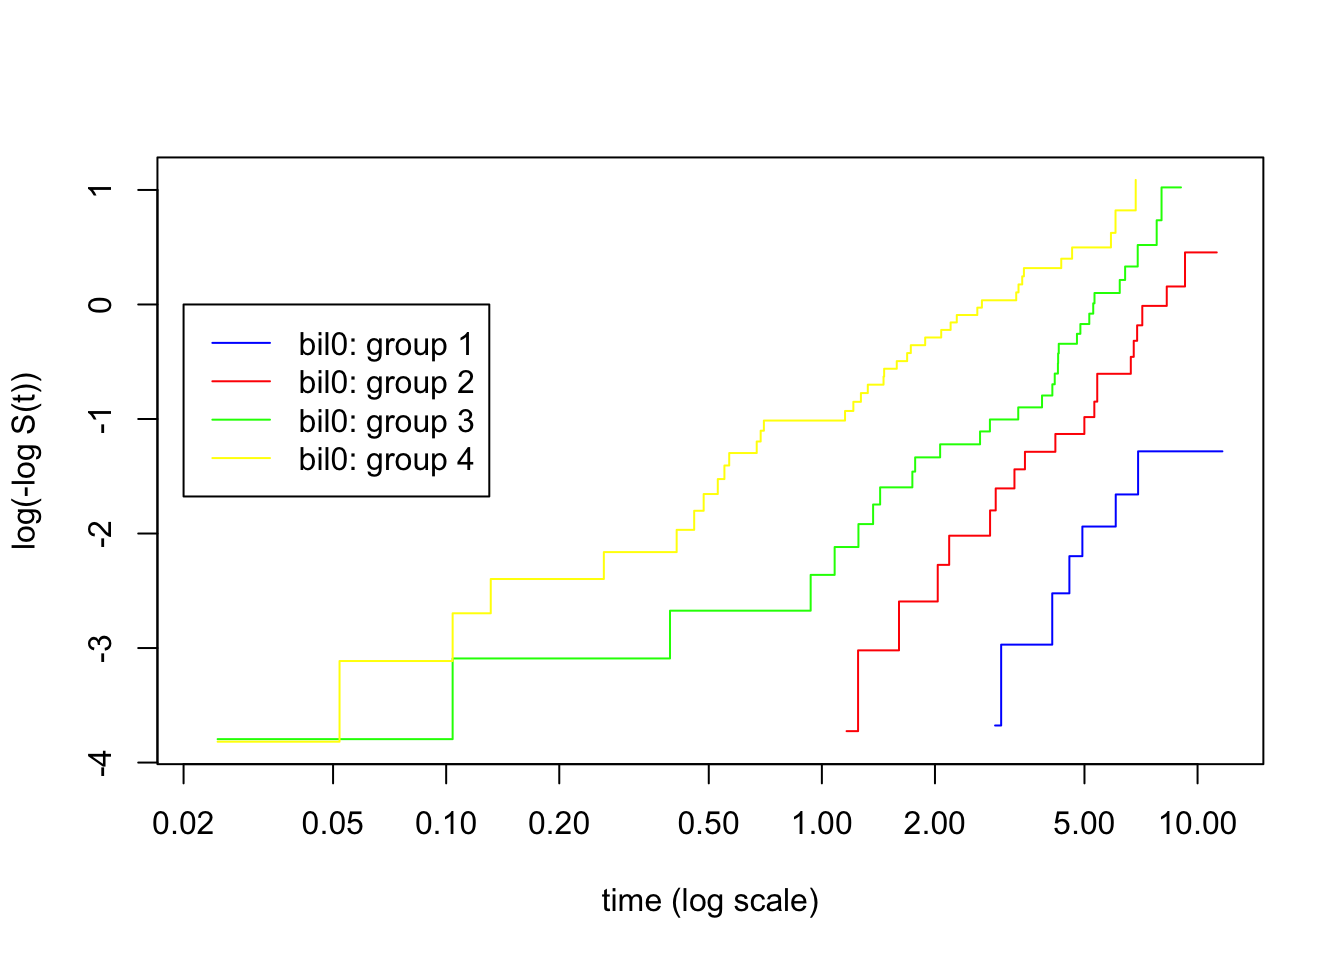 log(-log S(t))
1
0
-1
-2
-3
-4
bil0: group 1
bil0: group 2
bil0: group 3
bil0: group 4
0.02 0.05 0.10 0.20 0.50 1.00 2.00 5.00 10.00
time (log scale)